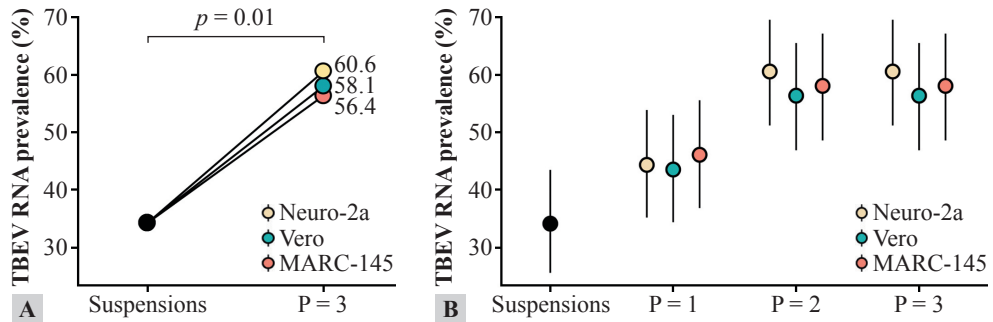 TBEV RNA prevalence (%)
70
60
50
40
30
p = 0.01
60.6
58.1
56.4
Neuro-2a
Vero
MARC-145
Suspensions P = 3
A
TBEV RNA prevalence (%)
70
60
50
40
30
Neuro-2a
Vero
MARC-145
Suspensions P = 1 P = 2 P = 3
B